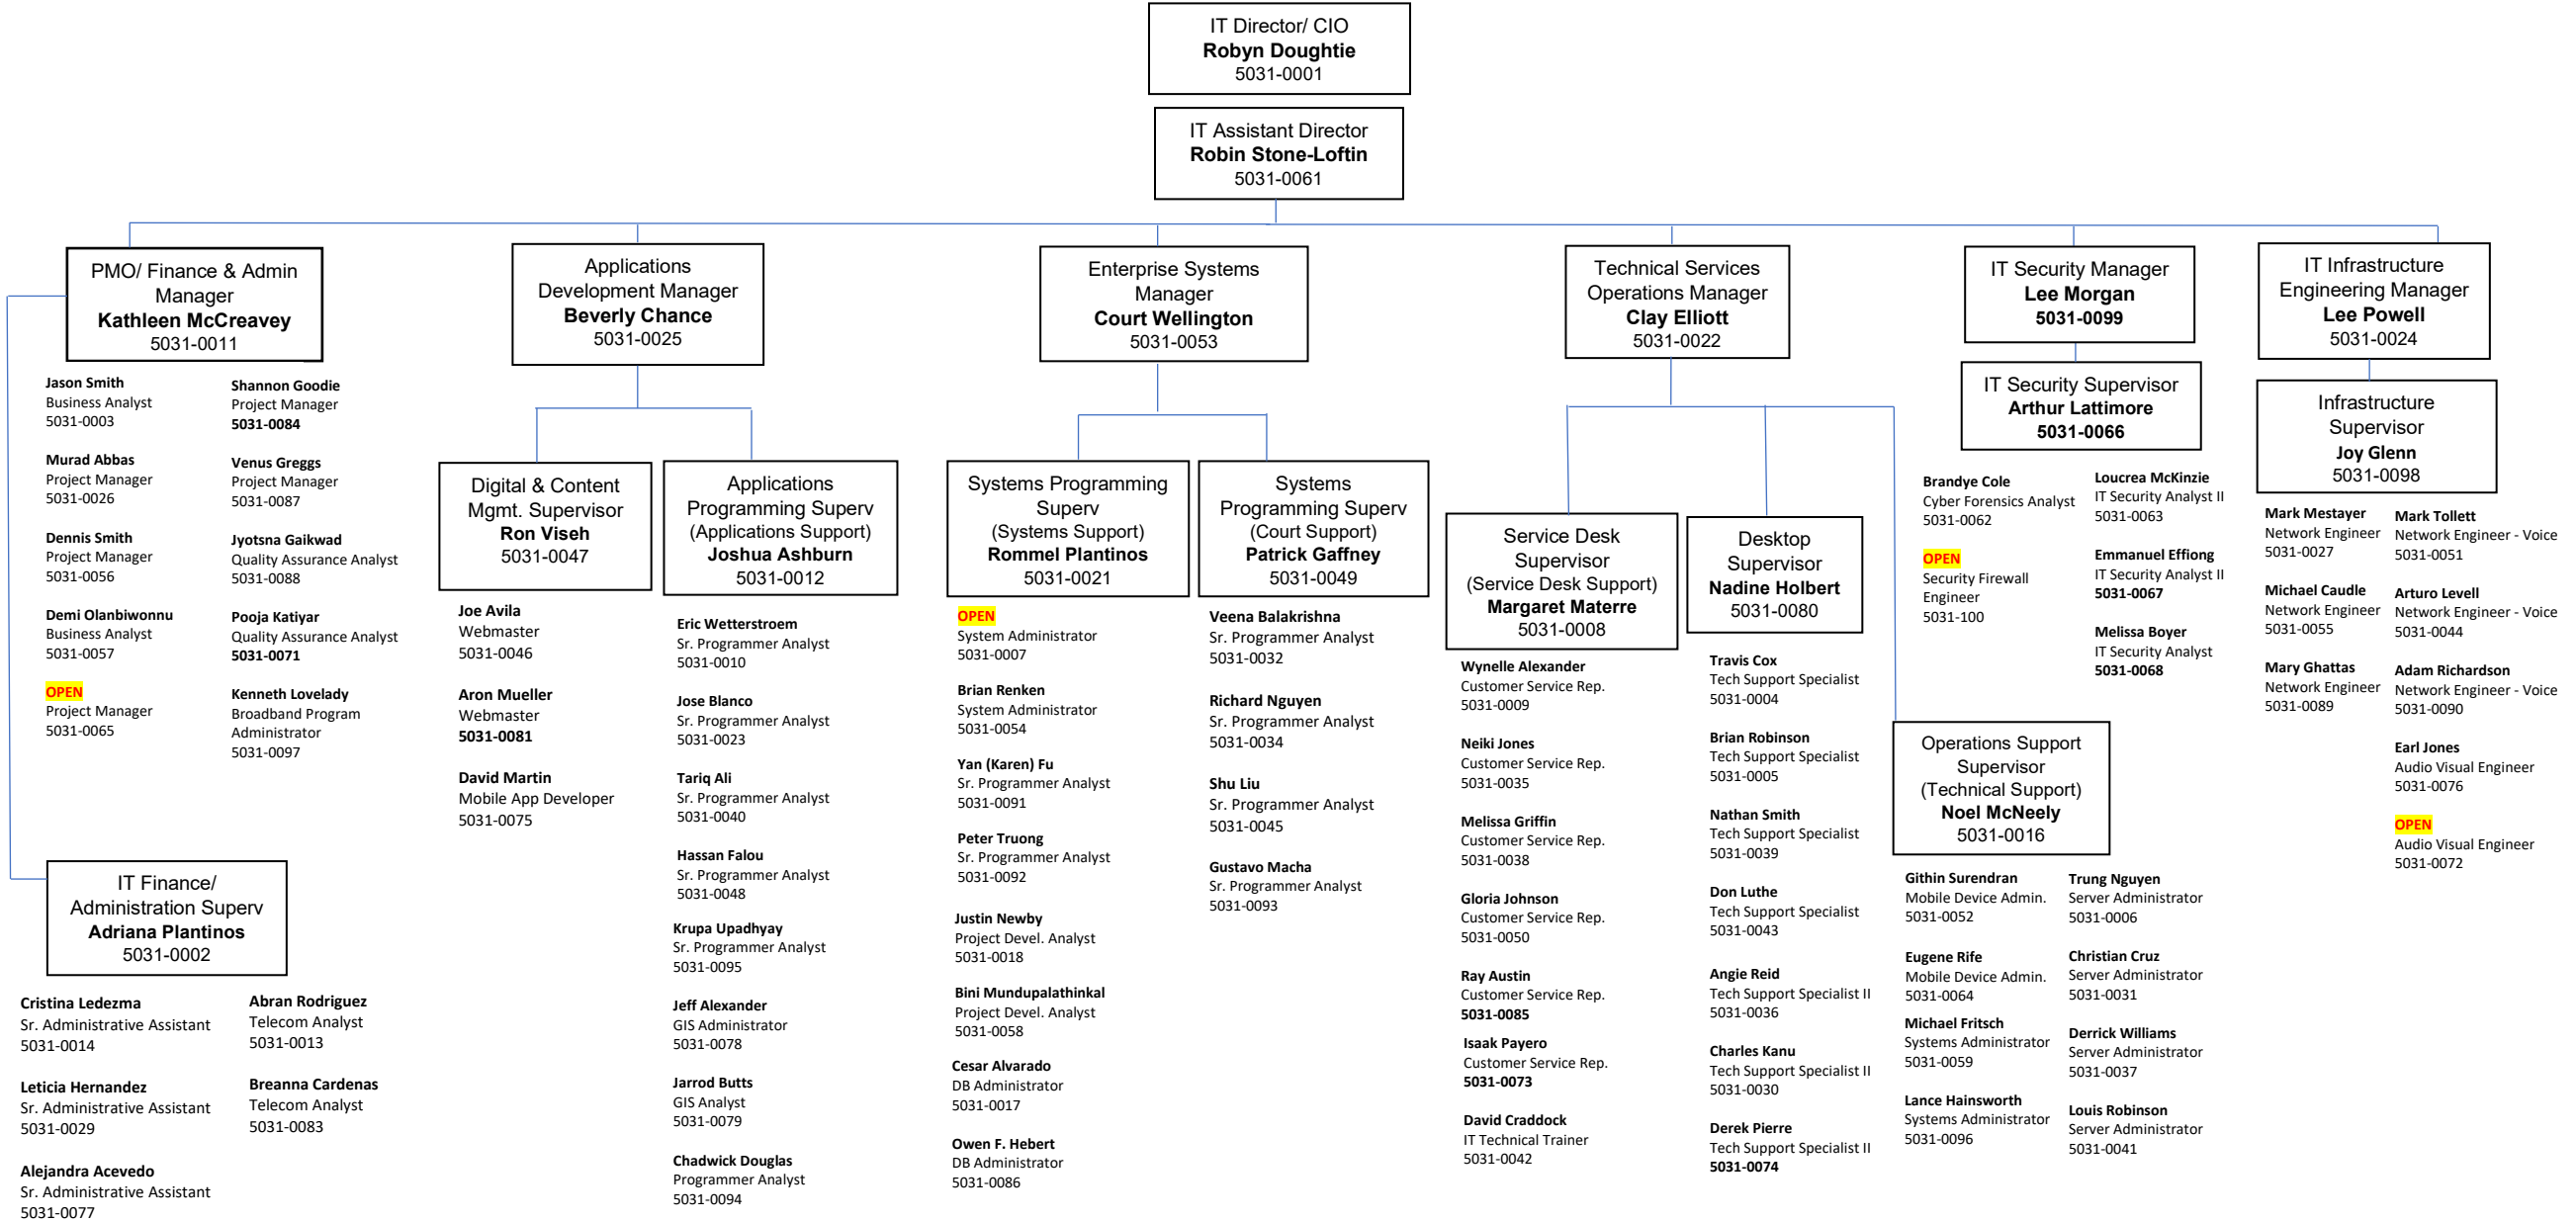 IT Director/ CIO
Robyn Doughtie
5031-0001
IT Assistant Director
Robin Stone-Loftin
5031-0061
PMO/ Finance & Admin
Manager
Kathleen McCreavey
5031-0011
Jason Smith
Business Analyst
5031-0003
Murad Abbas
Project Manager
5031-0026
Dennis Smith
Project Manager
5031-0056
Demi Olanbiwonnu
Business Analyst
5031-0057
OPEN
Project Manager
5031-0065
Shannon Goodie
Project Manager
5031-0084
Venus Greggs
Project Manager
5031-0087
Jyotsna Gaikwad
Quality Assurance Analyst
5031-0088
Pooja Katiyar
Quality Assurance Analyst
5031-0071
Kenneth Lovelady
Broadband Program
Administrator
5031-0097
IT Finance/
Administration Superv
Adriana Plantinos
5031-0002
Cristina Ledezma
Sr. Administrative Assistant
5031-0014
Leticia Hernandez
Sr. Administrative Assistant
5031-0029
Alejandra Acevedo
Sr. Administrative Assistant
5031-0077
Abran Rodriguez
Telecom Analyst
5031-0013
Breanna Cardenas
Telecom Analyst
5031-0083
Applications
Development Manager
Beverly Chance
5031-0025
Digital & Content
Mgmt. Supervisor
Ron Viseh
5031-0047
Joe Avila
Webmaster
5031-0046
Aron Mueller
Webmaster
5031-0081
David Martin
Mobile App Developer
5031-0075
Applications
Programming Superv
(Applications Support)
Joshua Ashburn
5031-0012
Eric Wetterstroem
Sr. Programmer Analyst
5031-0010
Jose Blanco
Sr. Programmer Analyst
5031-0023
Tariq Ali
Sr. Programmer Analyst
5031-0040
Hassan Falou
Sr. Programmer Analyst
5031-0048
Krupa Upadhyay
Sr. Programmer Analyst
5031-0095
Jeff Alexander
GIS Administrator
5031-0078
Jarrod Butts
GIS Analyst
5031-0079
Chadwick Douglas
Programmer Analyst
5031-0094
Enterprise Systems
Manager
Court Wellington
5031-0053
Systems Programming
Superv
(Systems Support)
Rommel Plantinos
5031-0021
OPEN
System Administrator
5031-0007
Brian Renken
System Administrator
5031-0054
Yan (Karen) Fu
Sr. Programmer Analyst
5031-0091
Peter Truong
Sr. Programmer Analyst
5031-0092
Justin Newby
Project Devel. Analyst
5031-0018
Bini Mundupalathinkal
Project Devel. Analyst
5031-0058
Cesar Alvarado
DB Administrator
5031-0017
Owen F. Hebert
DB Administrator
5031-0086
Systems
Programming Superv
(Court Support)
Patrick Gaffney
5031-0049
Veena Balakrishna
Sr. Programmer Analyst
5031-0032
Richard Nguyen
Sr. Programmer Analyst
5031-0034
Shu Liu
Sr. Programmer Analyst
5031-0045
Gustavo Macha
Sr. Programmer Analyst
5031-0093
Technical Services
Operations Manager
Clay Elliott
5031-0022
Service Desk
Supervisor
(Service Desk Support)
Margaret Materre
5031-0008
Wynelle Alexander
Customer Service Rep.
5031-0009
Neiki Jones
Customer Service Rep.
5031-0035
Melissa Griffin
Customer Service Rep.
5031-0038
Gloria Johnson
Customer Service Rep.
5031-0050
Ray Austin
Customer Service Rep.
5031-0085
Isaak Payero
Customer Service Rep.
5031-0073
David Craddock
IT Technical Trainer
5031-0042
Desktop
Supervisor
Nadine Holbert
5031-0080
Travis Cox
Tech Support Specialist
5031-0004
Brian Robinson
Tech Support Specialist
5031-0005
Nathan Smith
Tech Support Specialist
5031-0039
Don Luthe
Tech Support Specialist
5031-0043
Angie Reid
Tech Support Specialist II
5031-0036
Charles Kanu
Tech Support Specialist II
5031-0030
Derek Pierre
Tech Support Specialist II
5031-0074
Operations Support
Supervisor
(Technical Support)
Noel McNeely
5031-0016
Githin Surendran
Mobile Device Admin.
5031-0052
Eugene Rife
Mobile Device Admin.
5031-0064
Michael Fritsch
Systems Administrator
5031-0059
Lance Hainsworth
Systems Administrator
5031-0096
Trung Nguyen
Server Administrator
5031-0006
Christian Cruz
Server Administrator
5031-0031
Derrick Williams
Server Administrator
5031-0037
Louis Robinson
Server Administrator
5031-0041
IT Security Manager
Lee Morgan
5031-0099
IT Security Supervisor
Arthur Lattimore
5031-0066
Brandye Cole
Cyber Forensics Analyst
5031-0062
OPEN
Security Firewall
Engineer
5031-100
Loucrea McKinzie
IT Security Analyst II
5031-0063
Emmanuel Effiong
IT Security Analyst II
5031-0067
Melissa Boyer
IT Security Analyst
5031-0068
IT Infrastructure
Engineering Manager
Lee Powell
5031-0024
Infrastructure
Supervisor
Joy Glenn
5031-0098
Mark Mestayer
Network Engineer
5031-0027
Michael Caudle
Network Engineer
5031-0055
Mary Ghattas
Network Engineer
5031-0089
Mark Tollett
Network Engineer - Voice
5031-0051
Arturo Levell
Network Engineer - Voice
5031-0044
Adam Richardson
Network Engineer - Voice
5031-0090
Earl Jones
Audio Visual Engineer
5031-0076
OPEN
Audio Visual Engineer
5031-0072